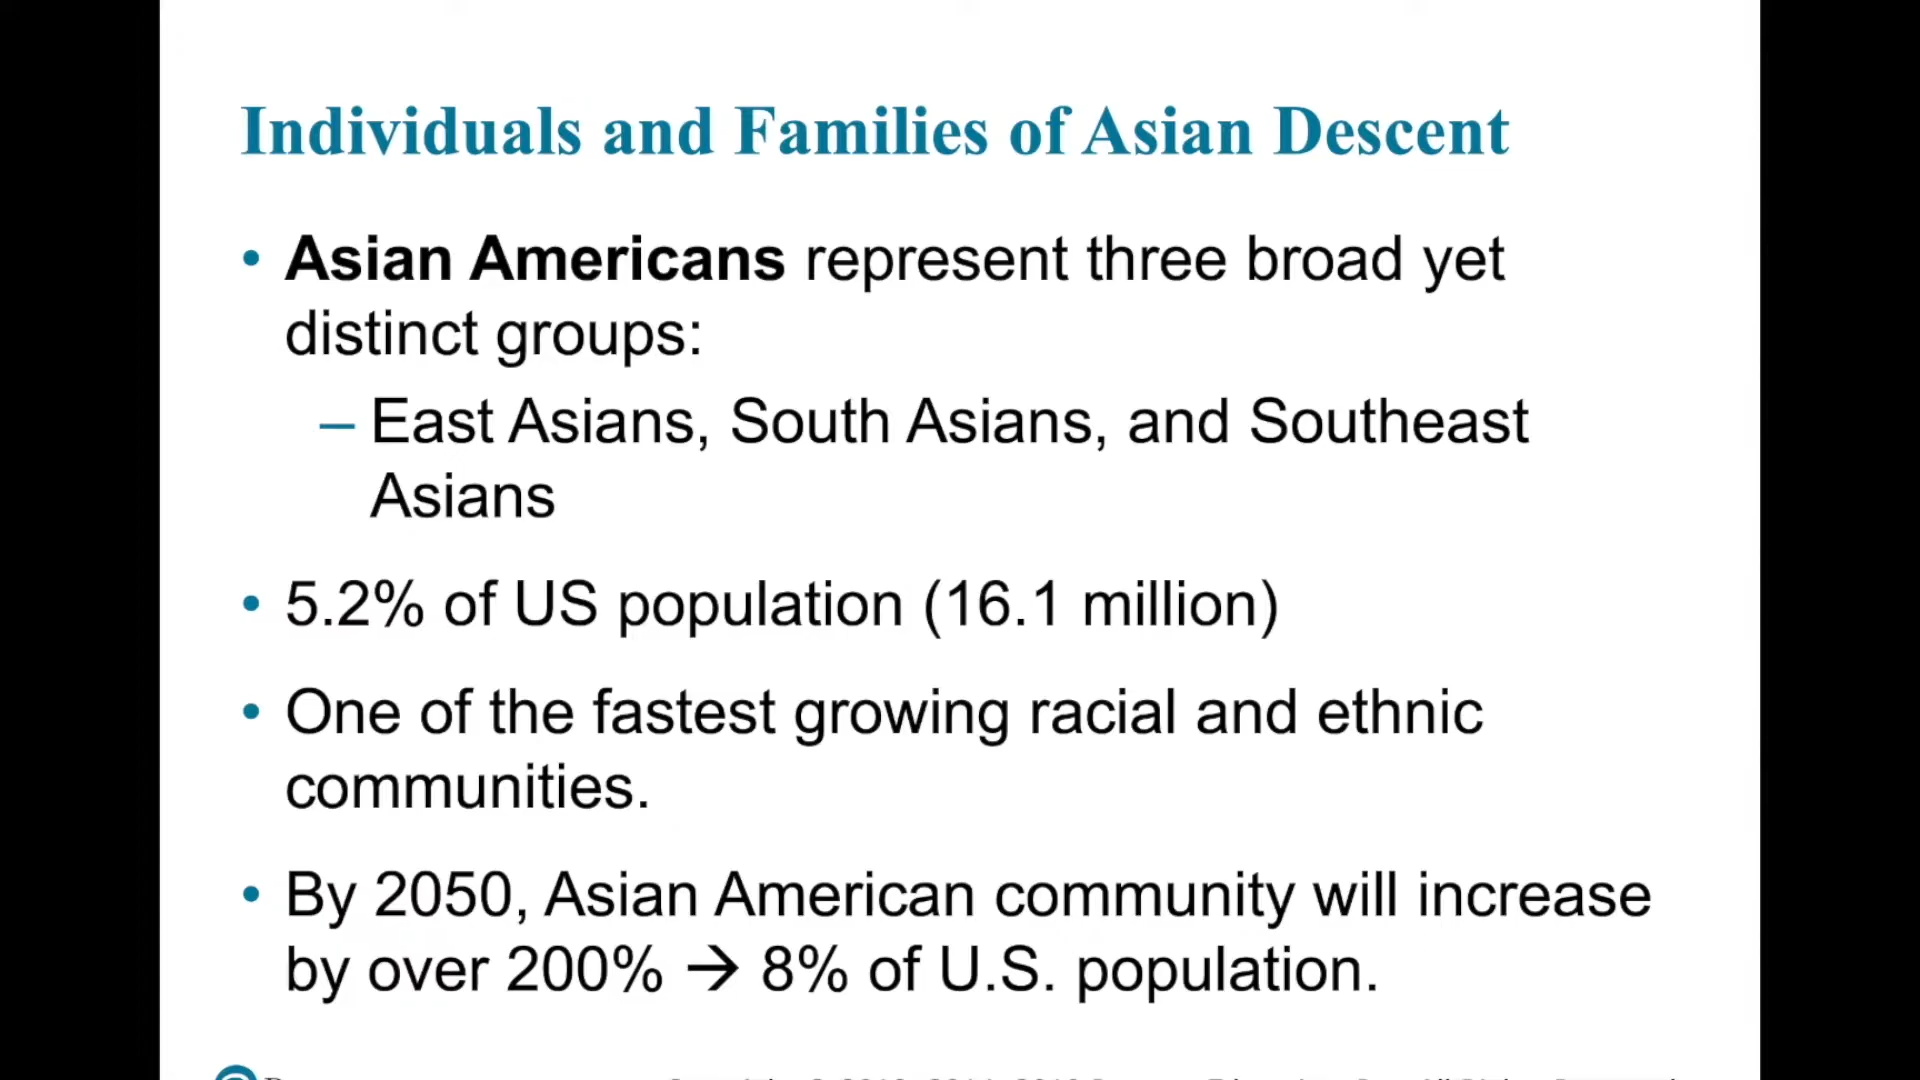 Individuals and Families of Asian Descent
• Asian Americans represent three broad yet
distinct groups:
– East Asians, South Asians, and Southeast
Asians
• 5.2% of US population (16.1 million)
• One of the fastest growing racial and ethnic
communities.
• By 2050, Asian American community will increase
by over 200% → 8% of U.S. population.